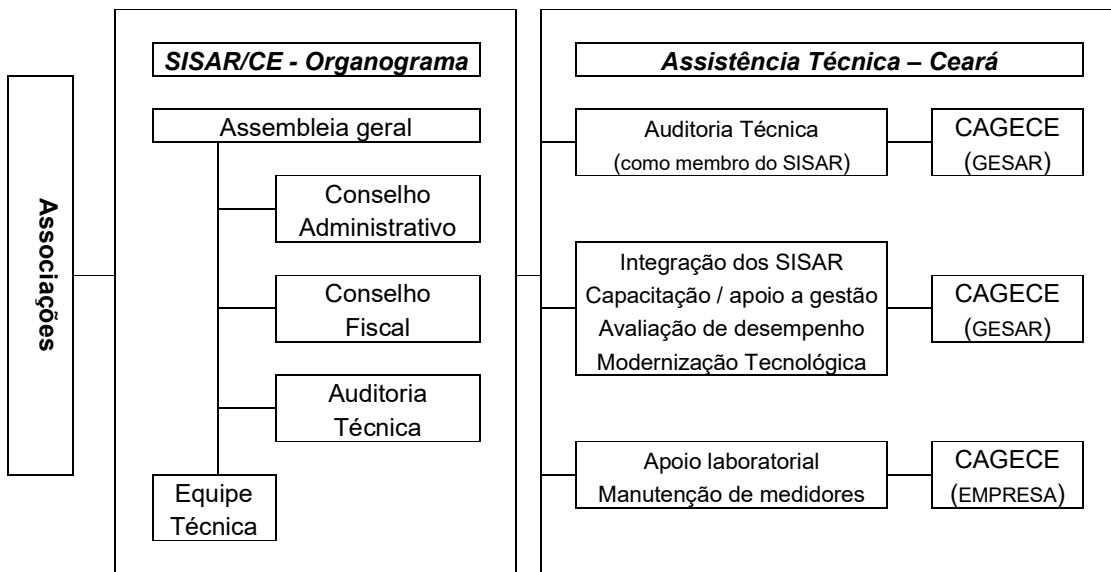 Associações
SISAR/CE - Organograma
Assembleia geral
Conselho
Administrativo
Conselho
Fiscal
Auditoria
Técnica
Equipe
Técnica
Assistência Técnica – Ceará
Auditoria Técnica
(como membro do SISAR)
CAGECE
(GESAR)
Integração dos SISAR
Capacitação / apoio a gestão
Avaliação de desempenho
Modernização Tecnológica
CAGECE
(GESAR)
Apoio laboratorial
Manutenção de medidores
CAGECE
(EMPRESA)